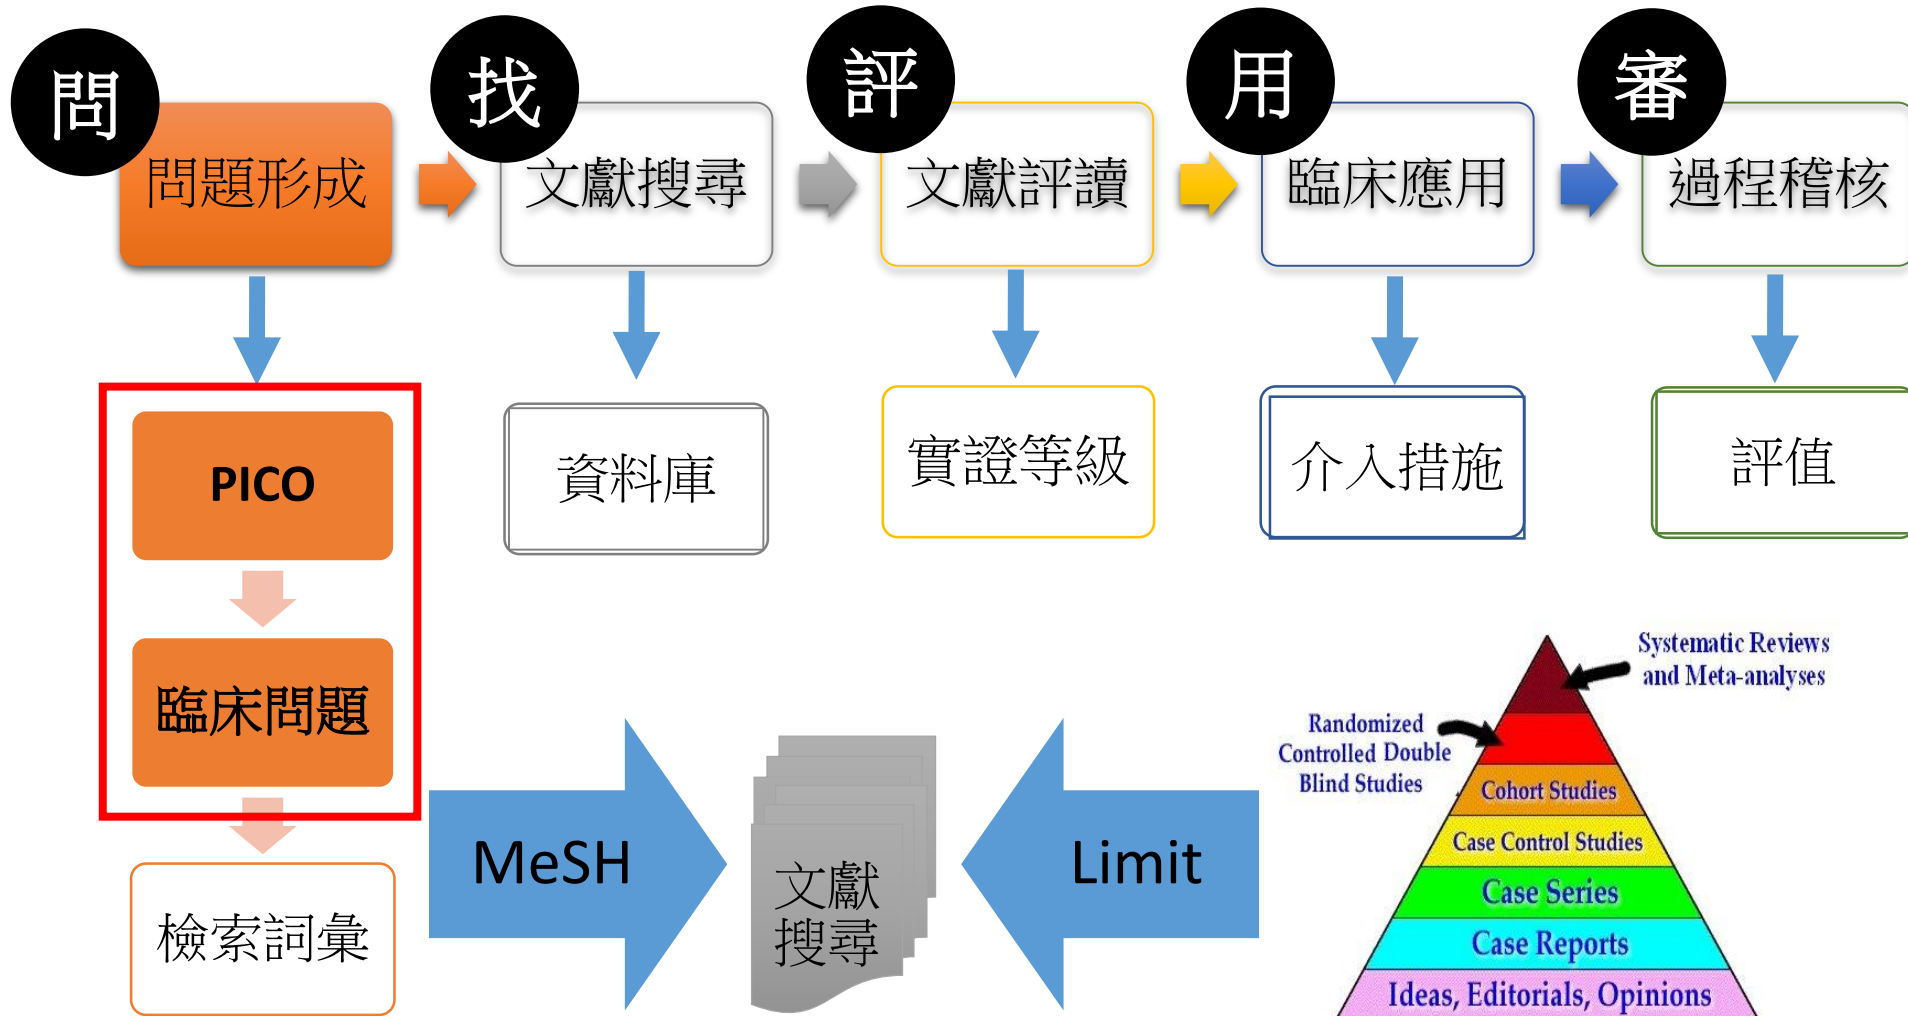 問
找
評
用
審
問題形成
文獻搜尋
文獻評讀
臨床應用
過程稽核
PICO
資料庫
實證等級
介入措施
評值
臨床問題
檢索詞彙
MeSH
文獻
搜尋
Limit
Systematic Reviews
and Meta-analyses
Randomized
Controlled Double
Blind Studies
Cohort Studies
Case Control Studies
Case Series
Case Reports
Ideas, Editorials, Opinions